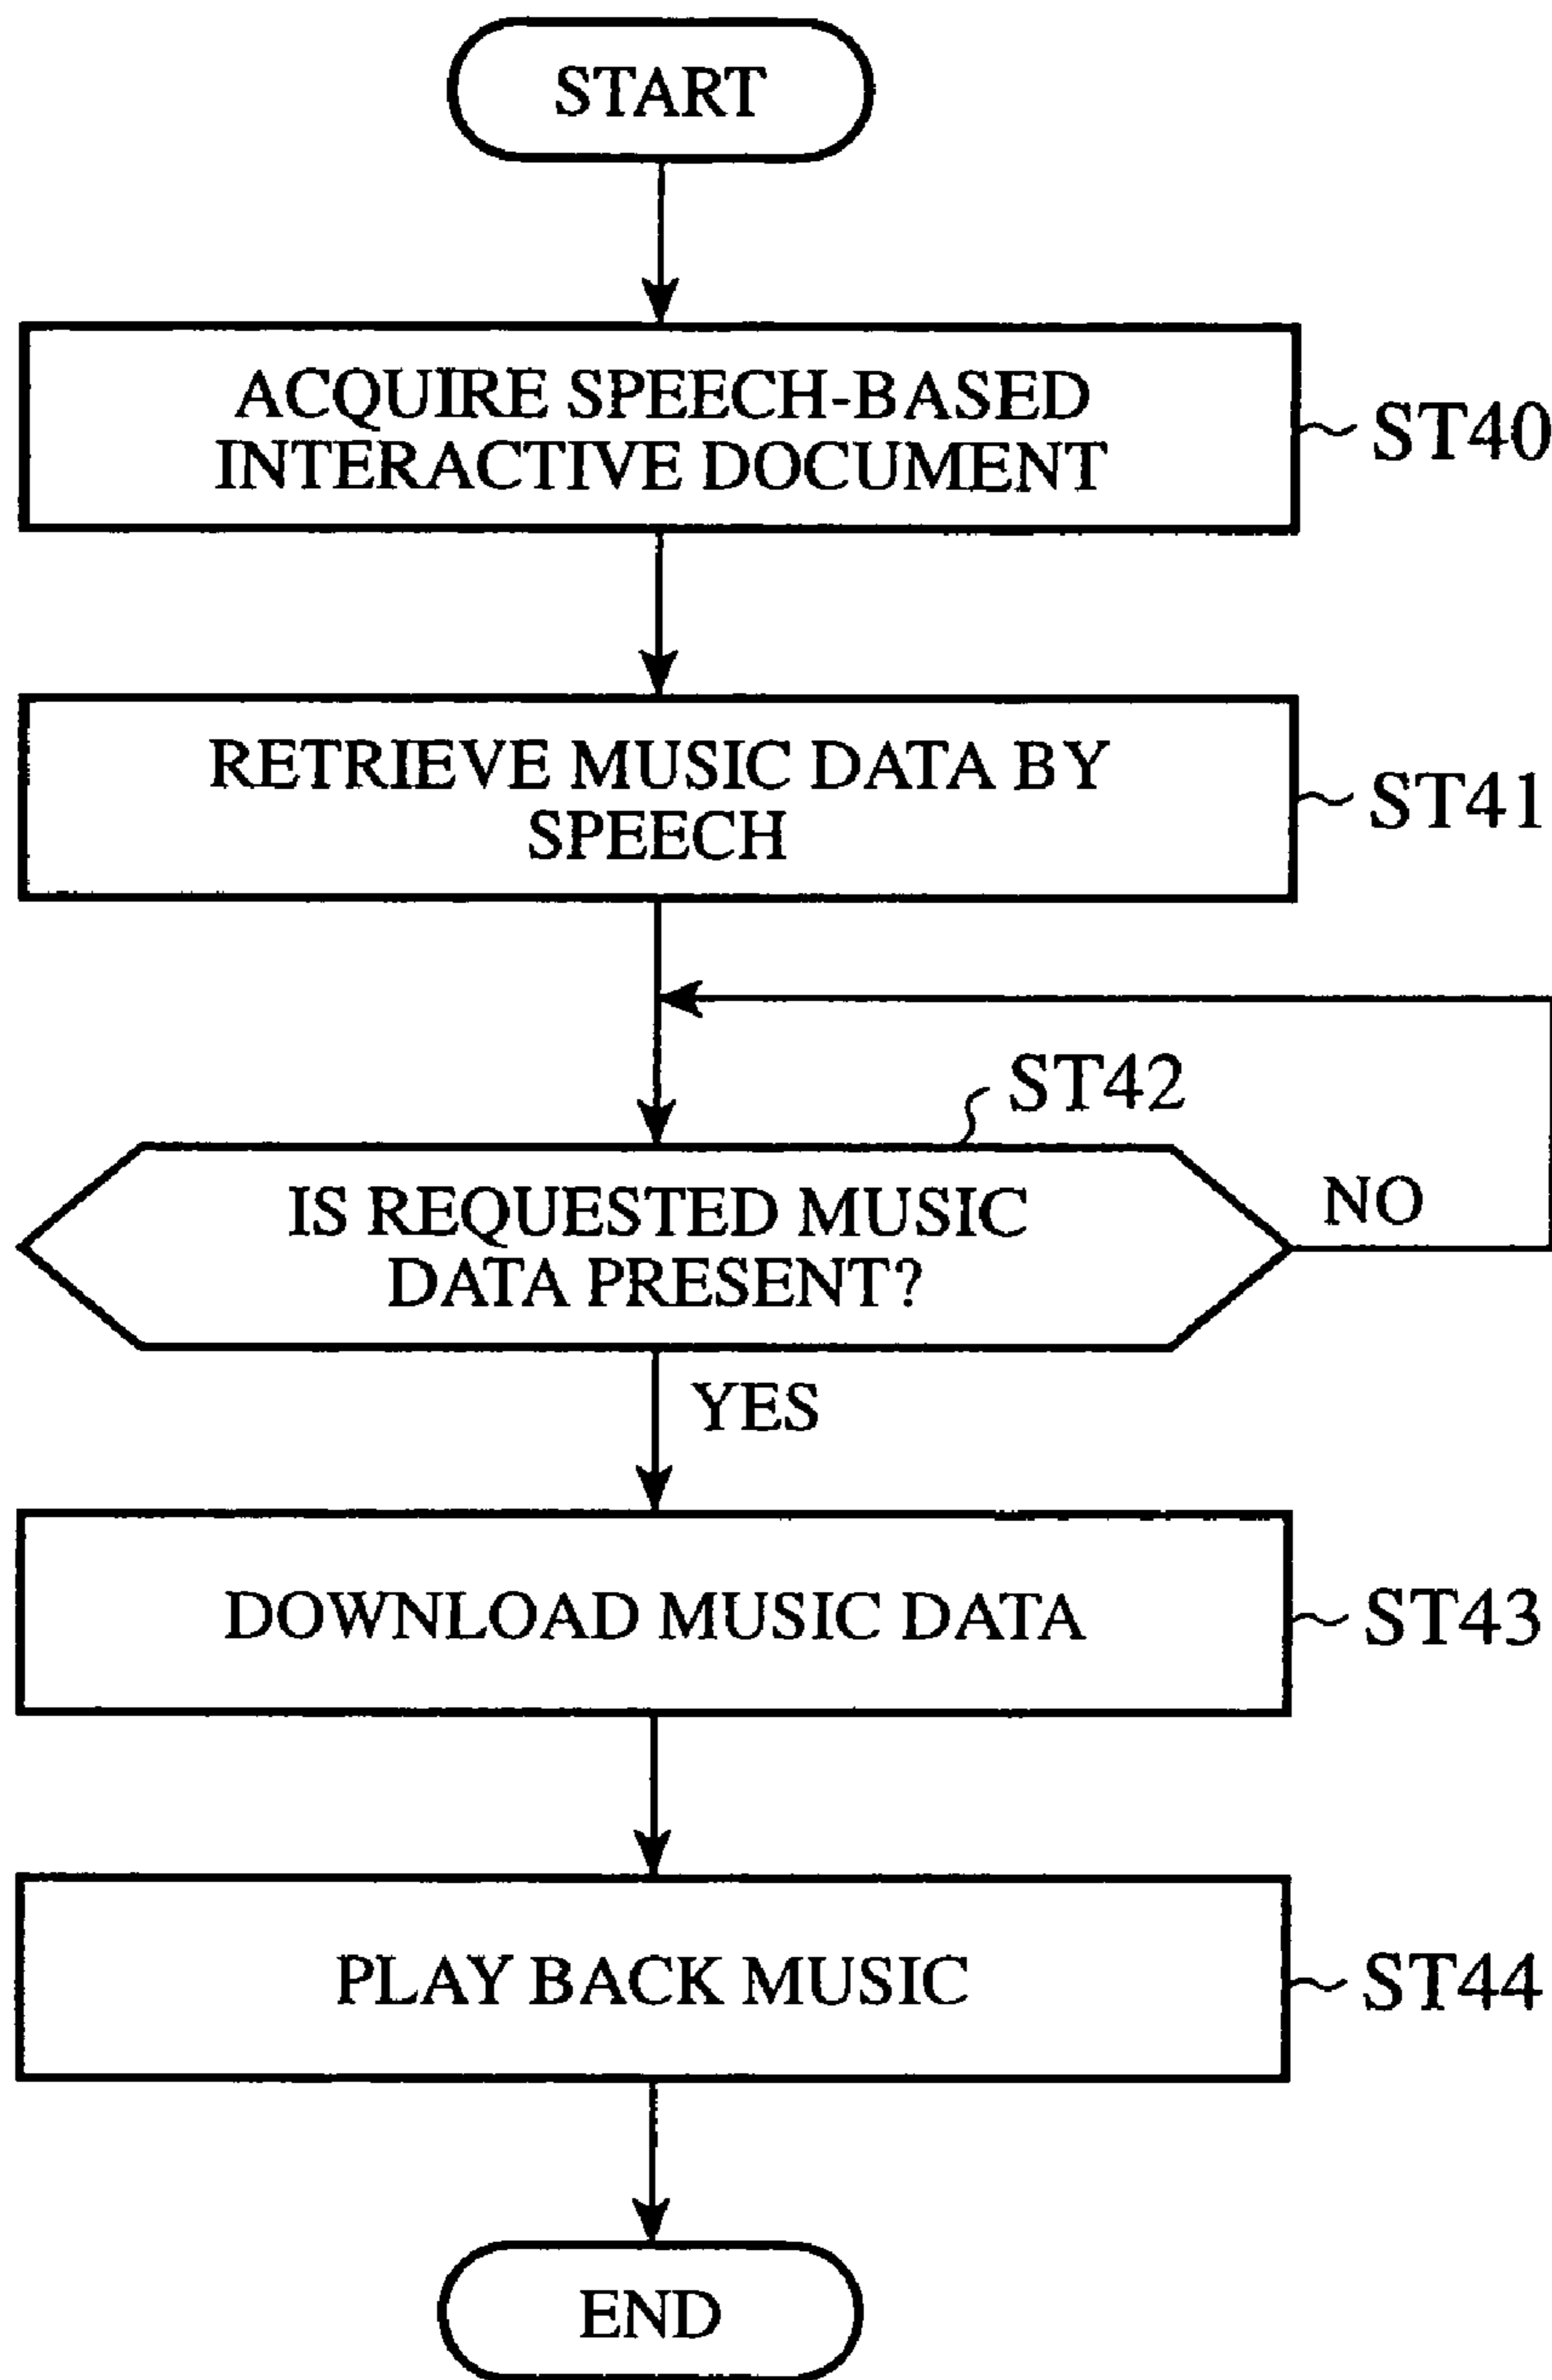 START
ACQUIRE SPEECH-BASED
INTERACTIVE DOCUMENT
ST40
RETRIEVE MUSIC DATA BY
SPEECH
ST41
ST42
IS REQUESTED MUSIC
DATA PRESENT?
NO
YES
DOWNLOAD MUSIC DATA
ST43
PLAY BACK MUSIC
ST44
END